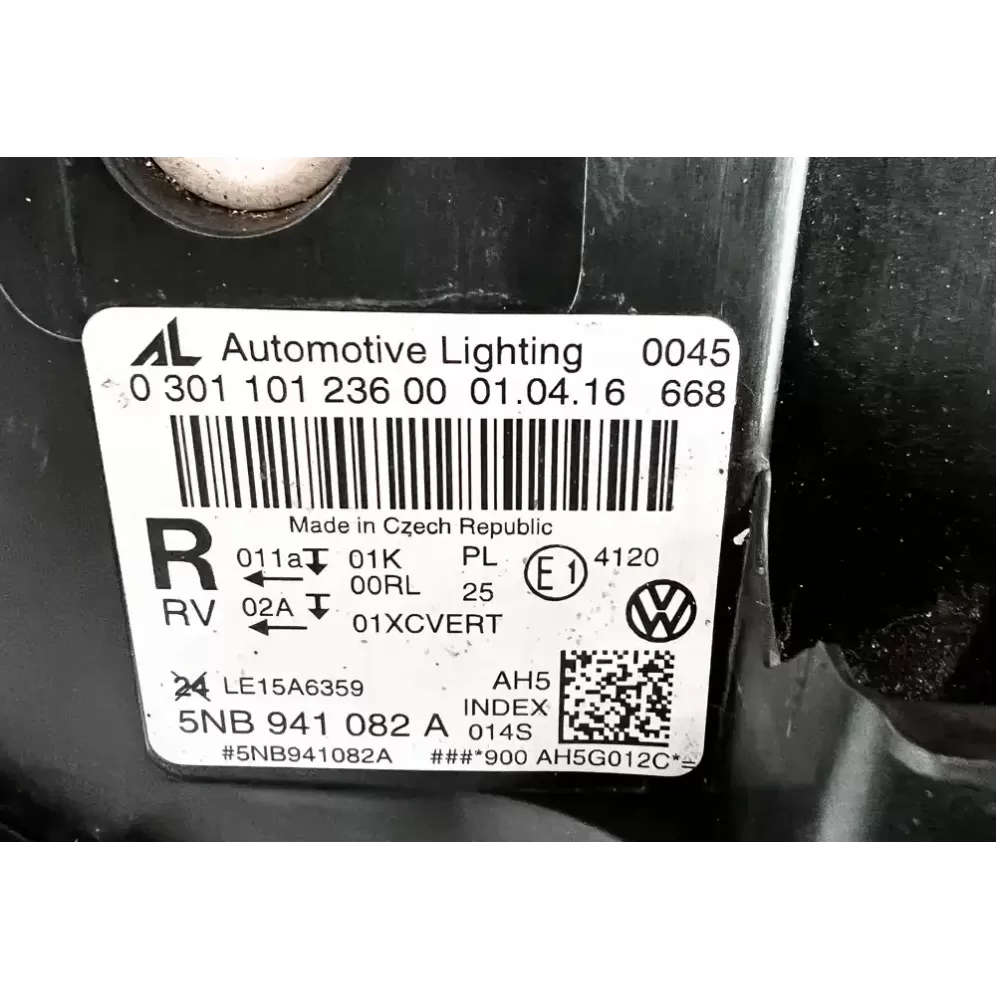 AL Automotive Lighting 0045
0 301 101 236 00 01.04.16 668
Made in Czech Republic
R 011a 01K PL E1 4120
00RL 25
RV 02A 01XCVERT
VW
24 LE15A6359 AH5
5NB 941 082 A INDEX
014S
#5NB941082A ###*900 AH5G012C*=